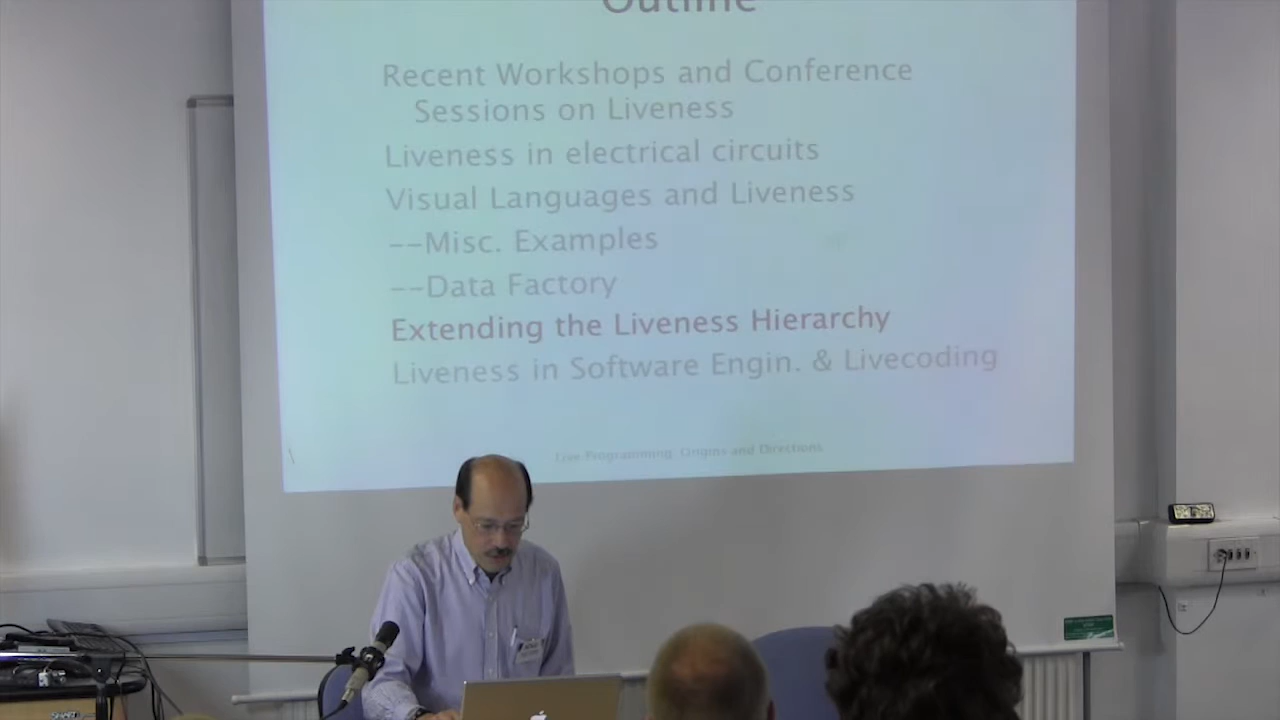 Outline
Recent Workshops and Conference
Sessions on Liveness
Liveness in electrical circuits
Visual Languages and Liveness
--Misc. Examples
--Data Factory
Extending the Liveness Hierarchy
Liveness in Software Engin. & Livecoding
Live Programming: Origins and Directions